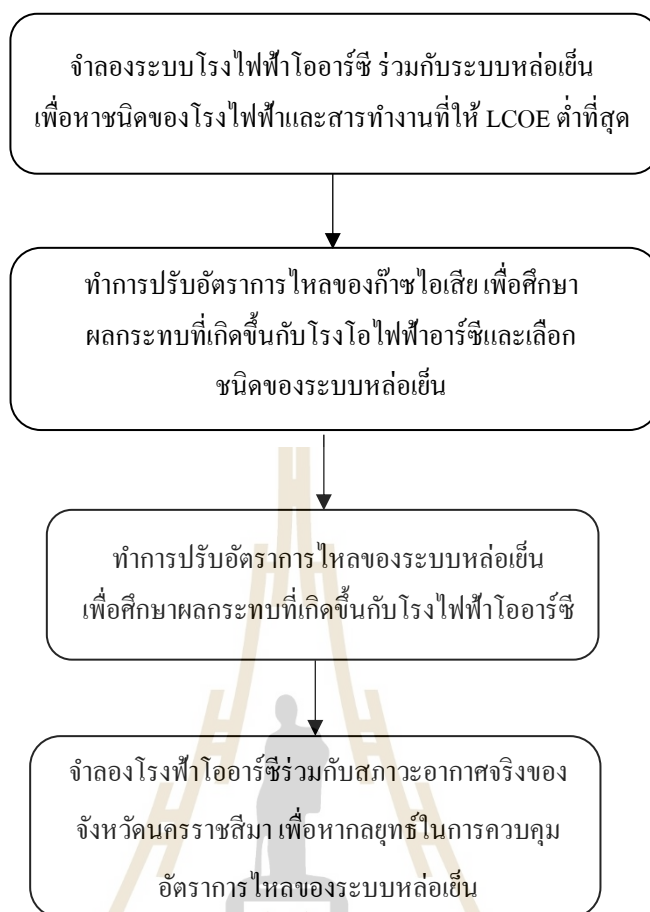 จำลองระบบโรงไฟฟ้าโออาร์ซี ร่วมกับระบบหล่อเย็น
เพื่อหาชนิดของโรงไฟฟ้าและสารทำงานที่ให้ LCOE ต่ำที่สุด
ทำการปรับอัตราการไหลของก๊าซไอเสีย เพื่อศึกษา
ผลกระทบที่เกิดขึ้นกับโรงโอไฟฟ้าอาร์ซีและเลือก
ชนิดของระบบหล่อเย็น
ทำการปรับอัตราการไหลของระบบหล่อเย็น
เพื่อศึกษาผลกระทบที่เกิดขึ้นกับโรงไฟฟ้าโออาร์ซี
จำลองโรงฟ้าโออาร์ซีร่วมกับสภาวะอากาศจริงของ
จังหวัดนครราชสีมา เพื่อหากลยุทธ์ในการควบคุม
อัตราการไหลของระบบหล่อเย็น